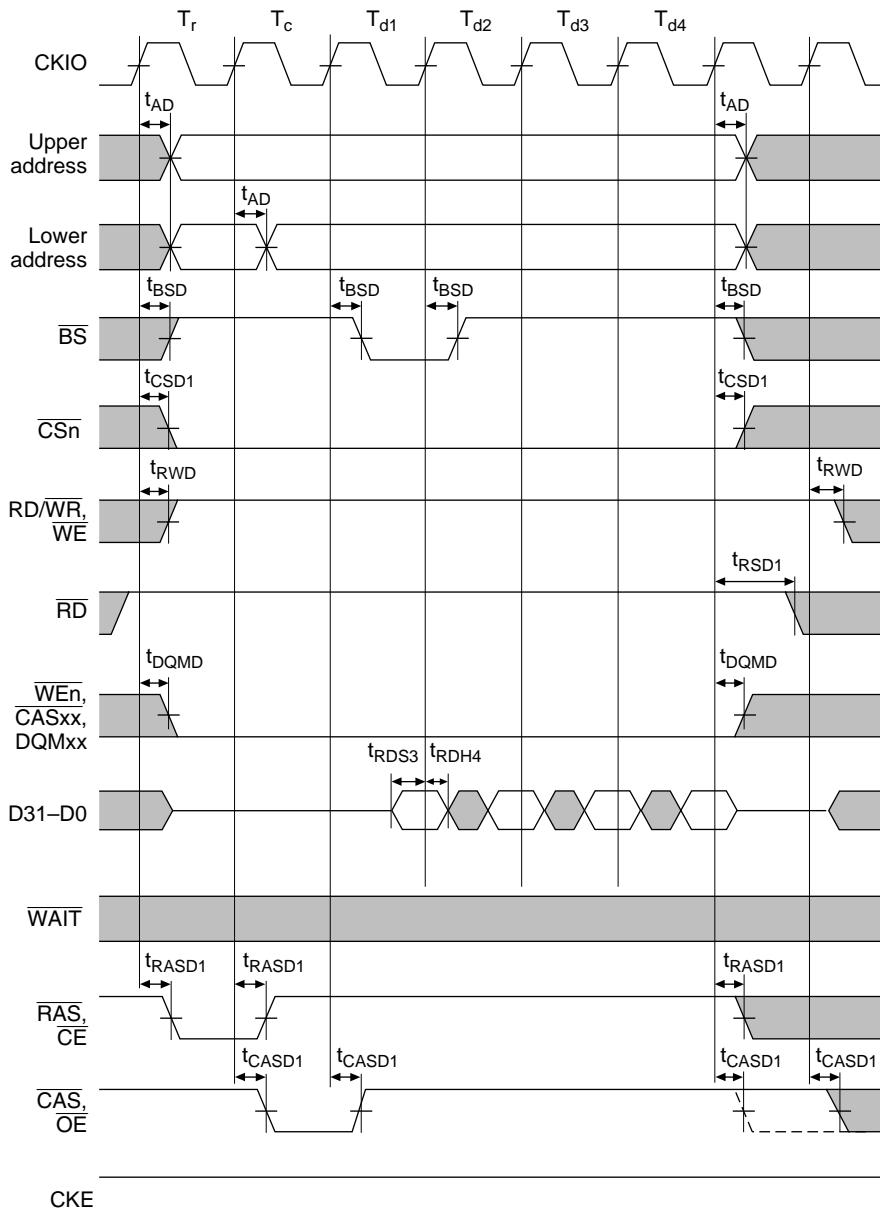 Tr Tc Td1 Td2 Td3 Td4
CKIO
tAD tAD
Upper
address
tAD
Lower
address
tBSD tBSD tBSD tBSD
BS
tCSD1 tCSD1
CSn
tRWD tRWD
RD/WR,
WE
tRSD1
RD
tDQMD tDQMD
WEn,
CASxx,
DQMxx
tRDS3 tRDH4
D31–D0
WAIT
tRASD1 tRASD1 tRASD1
RAS,
CE
tCASD1 tCASD1 tCASD1 tCASD1
CAS,
OE
CKE